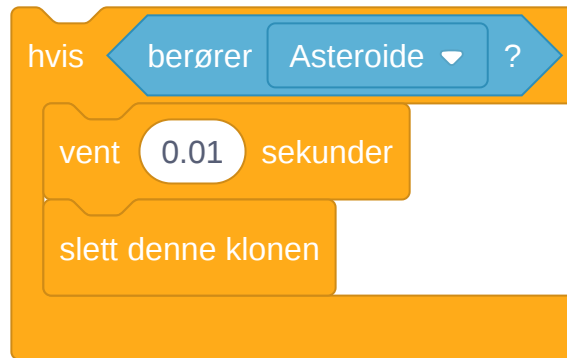 hvis berører Asteroide ?
vent 0.01 sekunder
slett denne klonen